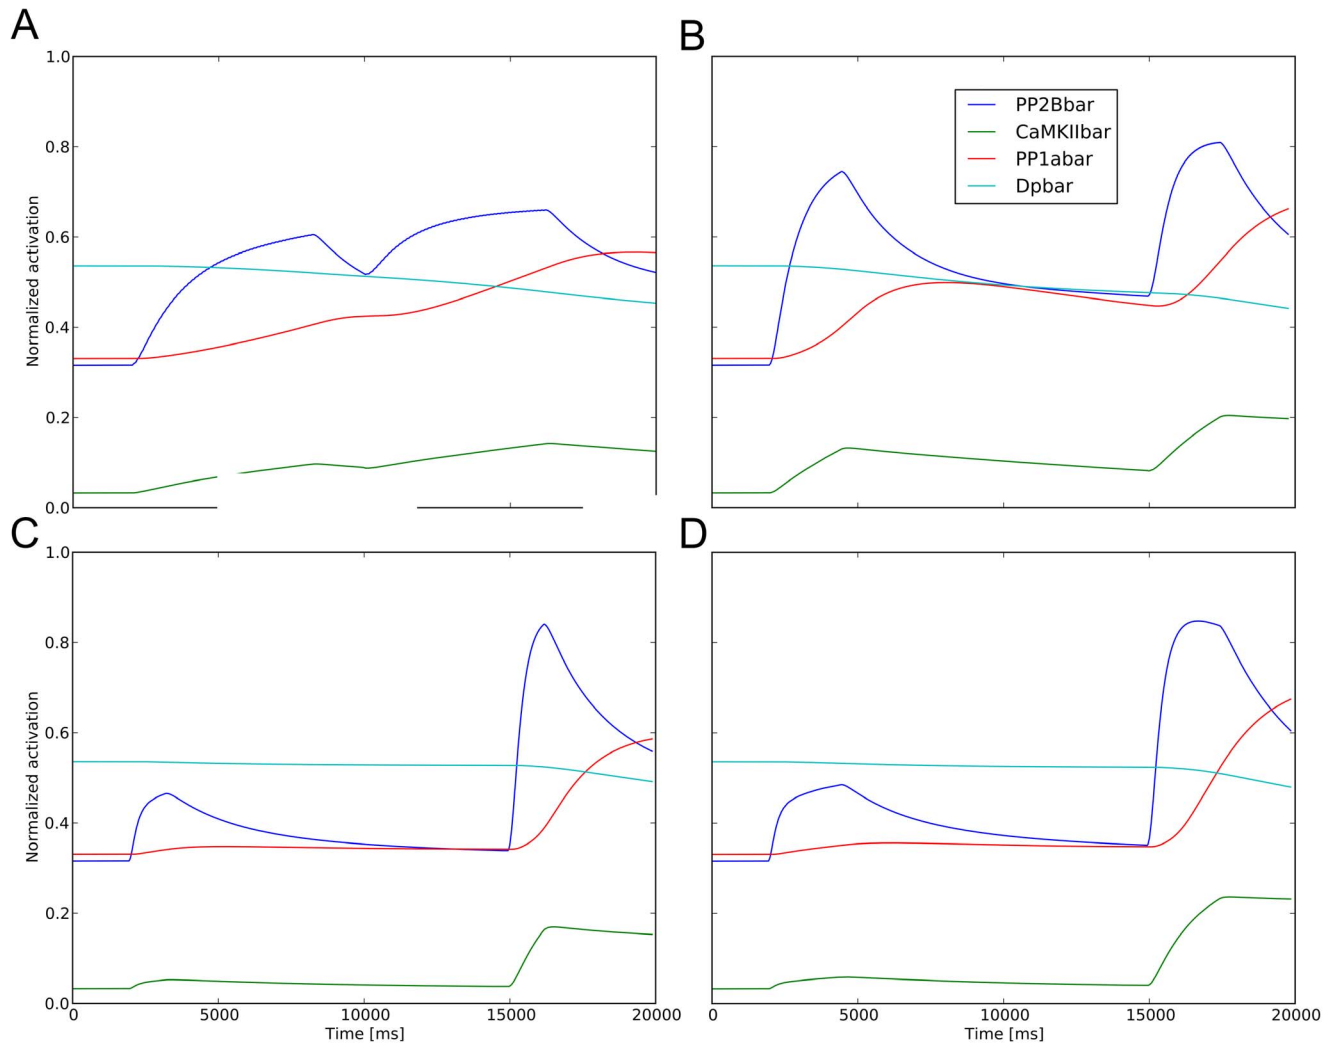 A
B
1.0
0.8
0.6
0.4
0.2
0.0
Normalized activation
PP2Bbar
CaMKIIbar
PP1abar
Dpbar
C
D
1.0
0.8
0.6
0.4
0.2
0.0
Normalized activation
0 5000 10000 15000 20000
0 5000 10000 15000 20000
Time [ms]
Time [ms]